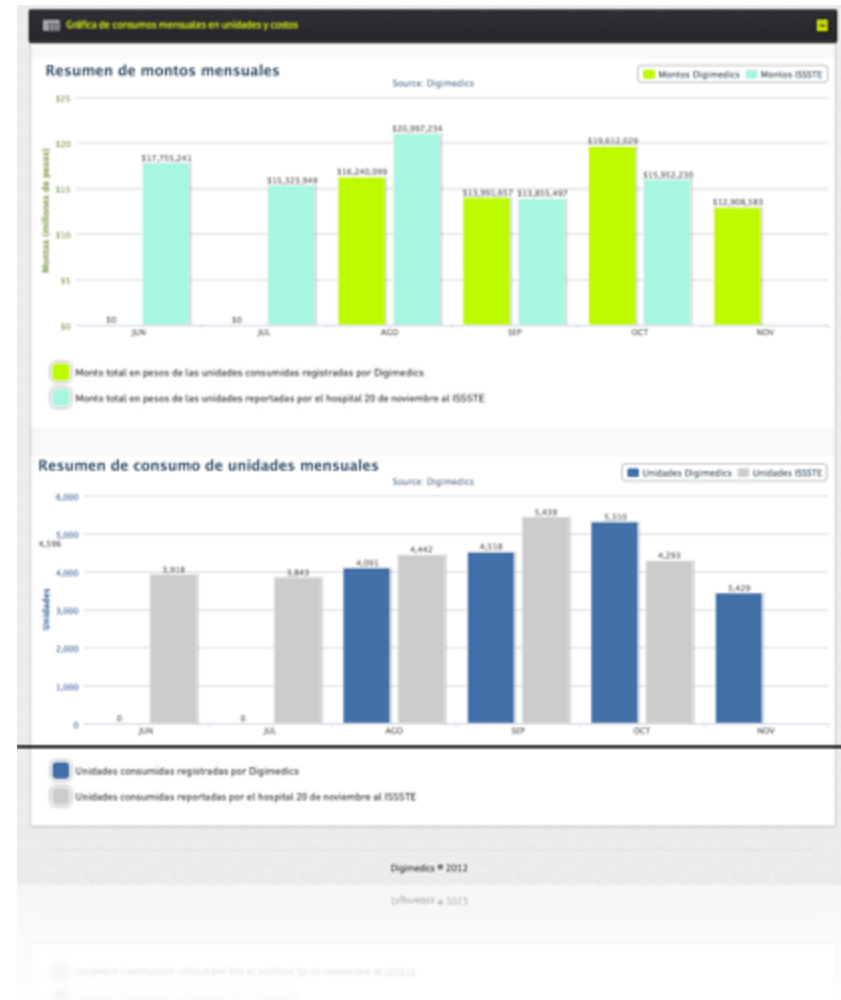 Gráfica de consumos mensuales en unidades y costos
Resumen de montos mensuales
Source: Digimedics
Montos Digimedics Montos ISSSTE
Montos (millones de pesos)
$25
$20
$15
$10
$5
$0
$0 $17,755,241
$0 $15,323,949
$16,240,099 $20,997,234
$13,991,657 $13,855,497
$19,612,029 $15,952,230
$12,908,583
JUN JUL AGO SEP OCT NOV
Monto total en pesos de las unidades consumidas registradas por Digimedics
Monto total en pesos de las unidades reportadas por el hospital 20 de noviembre al ISSSTE
Resumen de consumo de unidades mensuales
Source: Digimedics
Unidades Digimedics Unidades ISSSTE
Unidades
6,000
5,000
4,596
4,000
3,000
2,000
1,000
0
0 3,918
0 3,843
4,091 4,442
4,518 5,439
5,310 4,293
3,429
JUN JUL AGO SEP OCT NOV
Unidades consumidas registradas por Digimedics
Unidades consumidas reportadas por el hospital 20 de noviembre al ISSSTE
Digimedics ® 2012